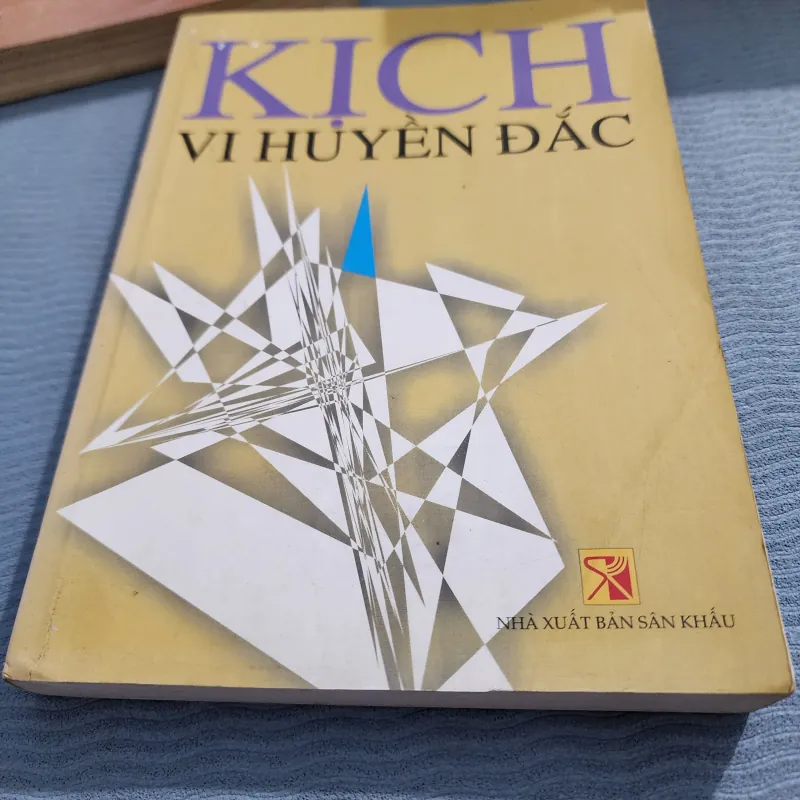 KỊCH
VI HUYỀN ĐẮC
NHÀ XUẤT BẢN SÂN KHẤU